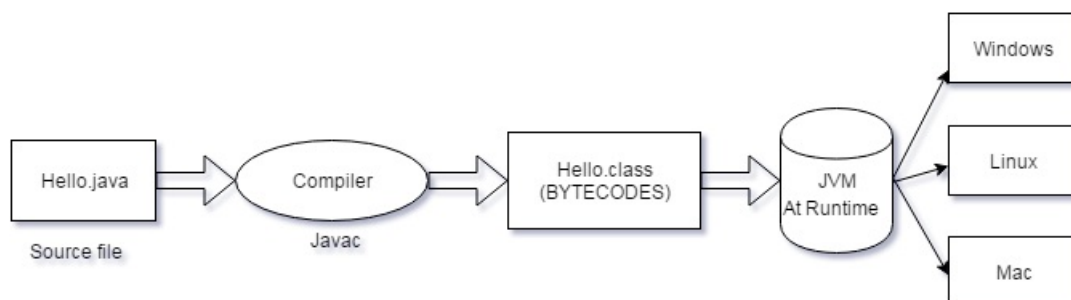 Hello.java
Source file
Compiler
Javac
Hello.class
(BYTECODES)
JVM
At Runtime
Windows
Linux
Mac